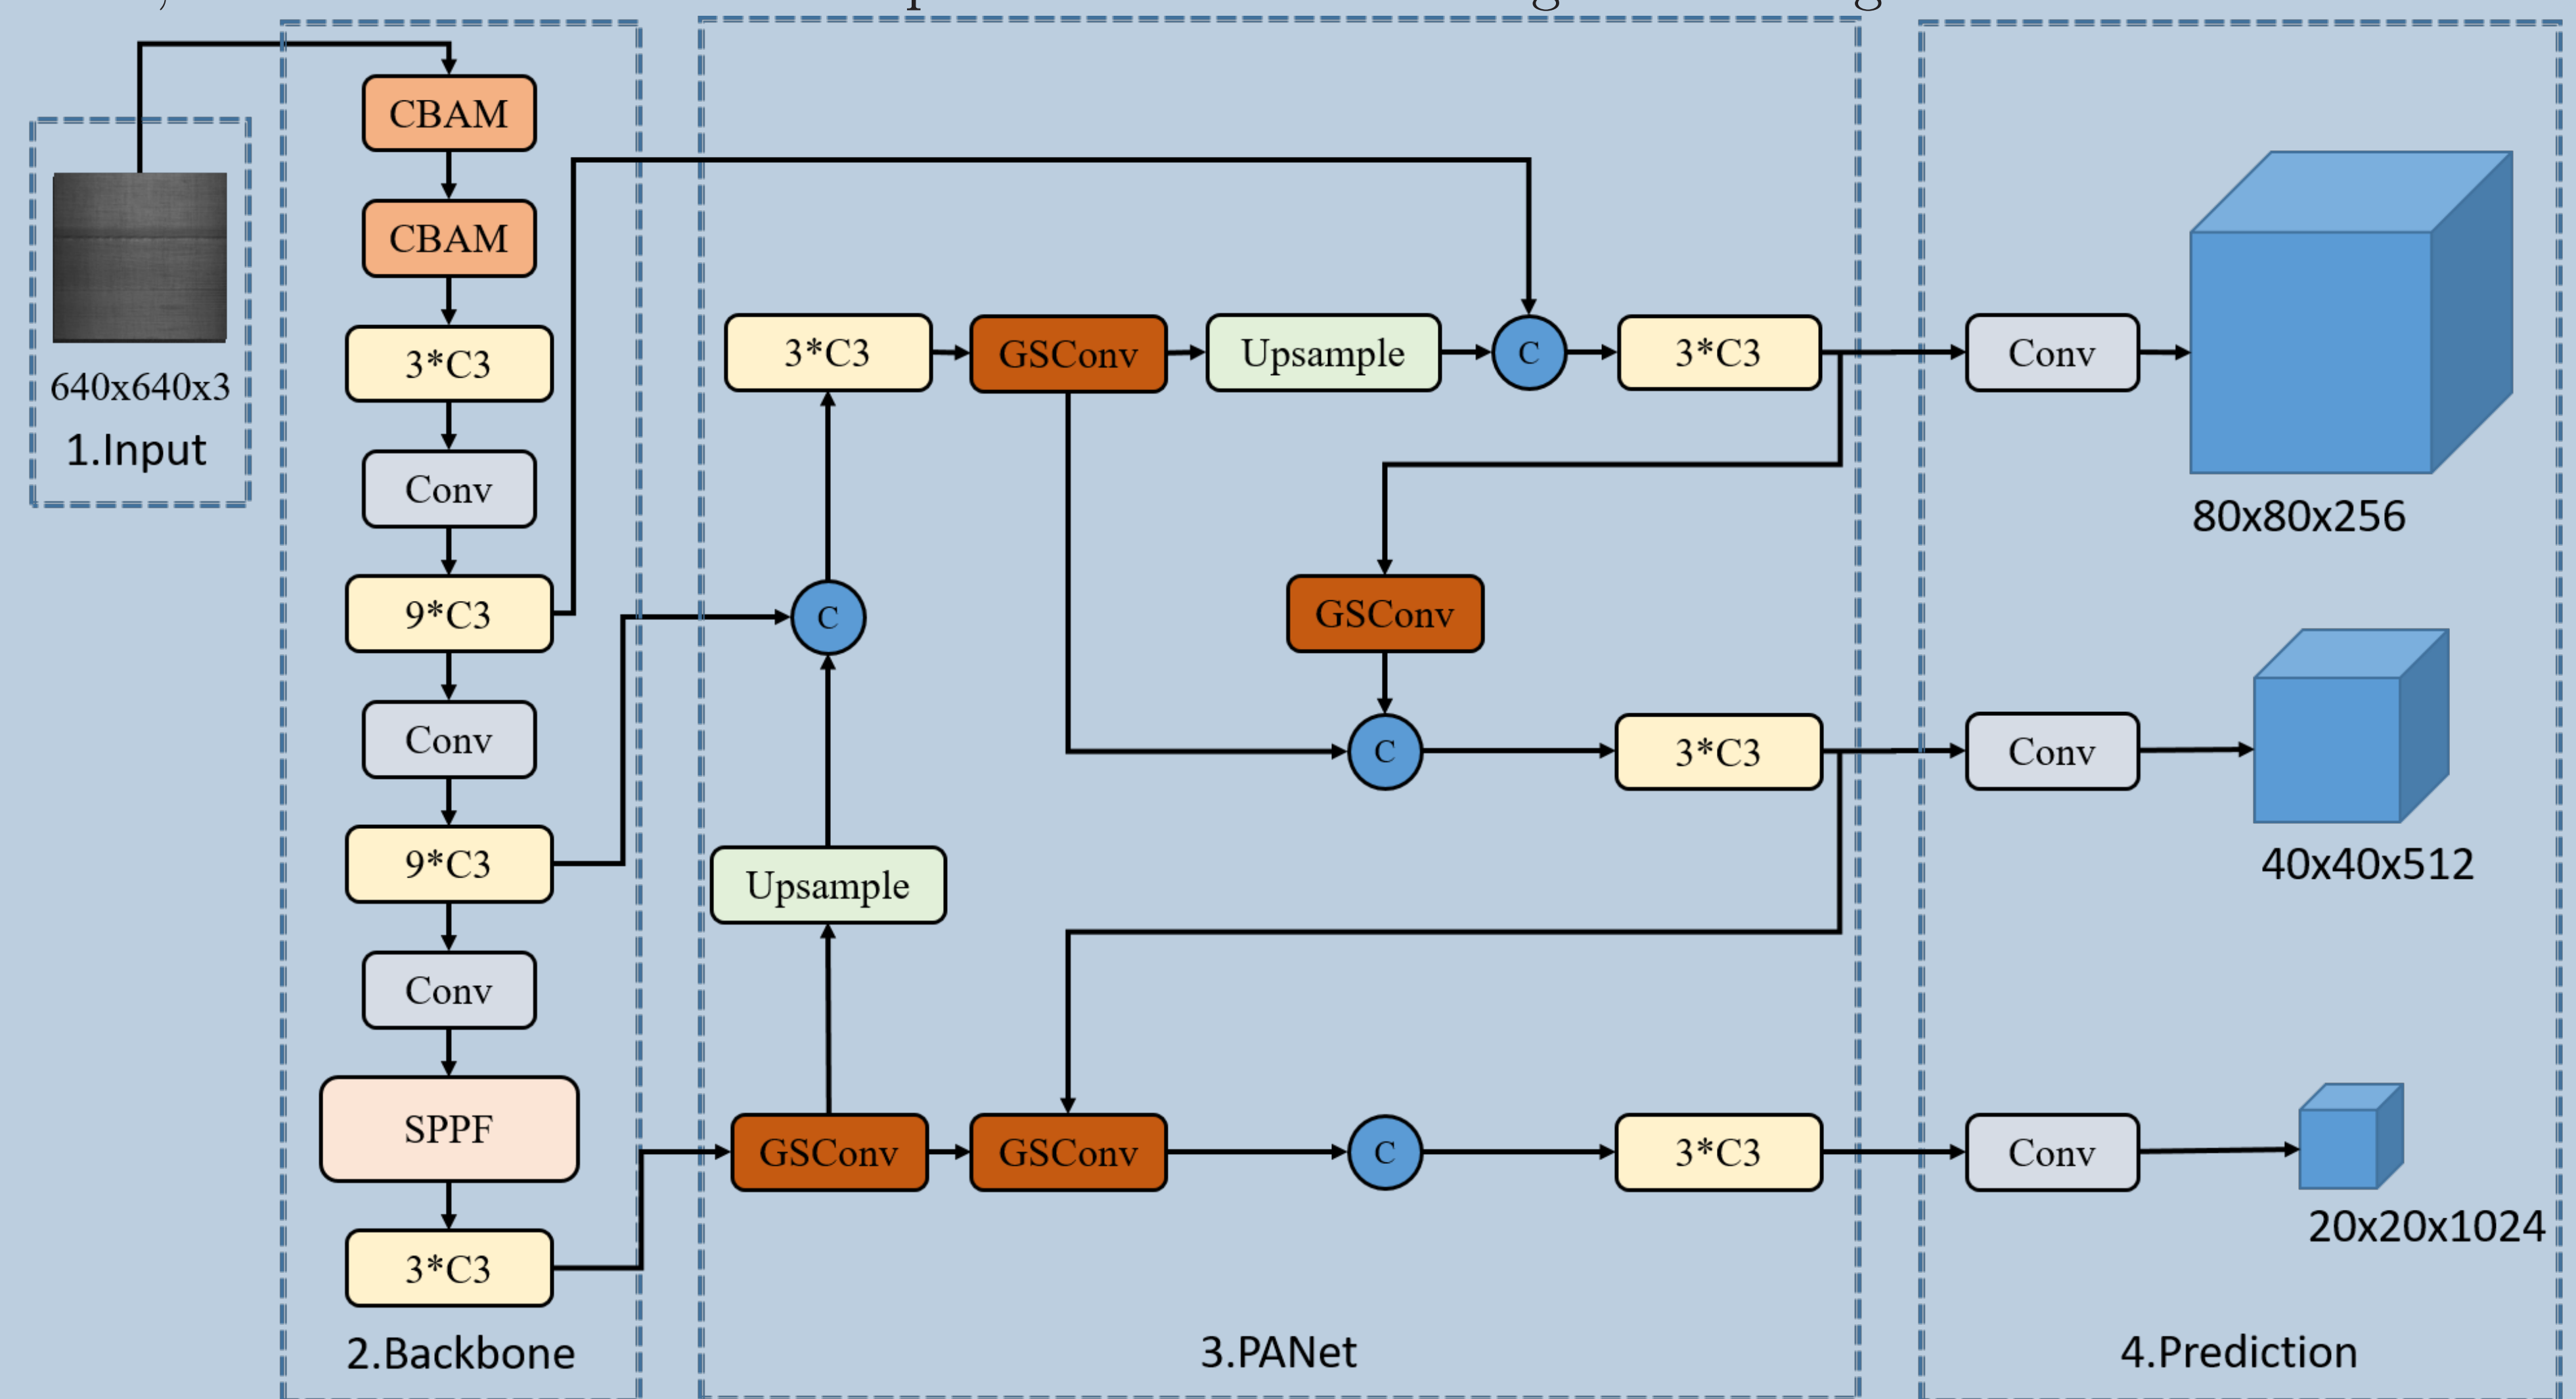 640x640x3
1.Input
CBAM
CBAM
3*C3
Conv
9*C3
Conv
9*C3
Conv
SPPF
3*C3
2.Backbone
3*C3
GSConv
Upsample
C
3*C3
C
GSConv
C
3*C3
Upsample
GSConv
GSConv
C
3*C3
3.PANet
Conv
80x80x256
Conv
40x40x512
Conv
20x20x1024
4.Prediction